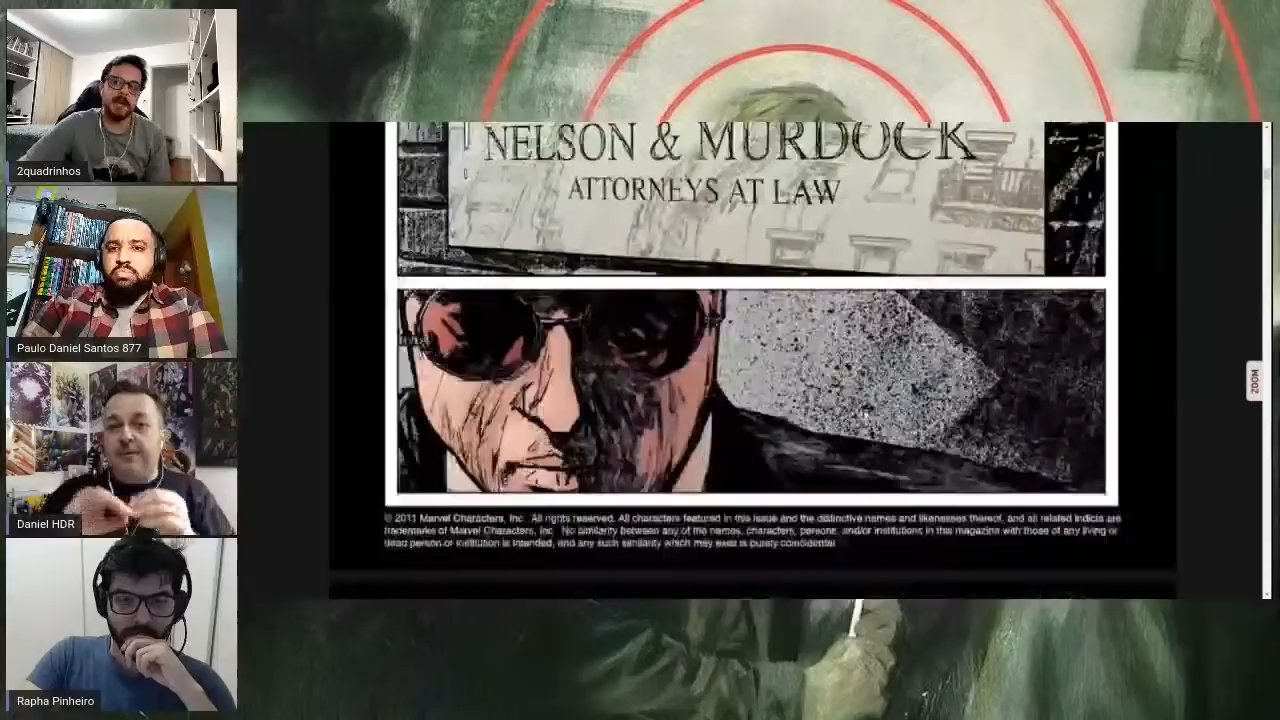 2quadrinhos
Paulo Daniel Santos 877
Daniel HDR
Rapha Pinheiro
NELSON & MURDOCK
ATTORNEYS AT LAW
© 2011 Marvel Characters, Inc. All rights reserved. All characters featured in this issue and the distinctive names and likenesses thereof, and all related indicia are
trademarks of Marvel Characters, Inc. No similarity between any of the names, characters, persons, and/or institutions in this magazine with those of any living or
dead person or institution is intended, and any such similarity which may exist is purely coincidental.
ZOOM